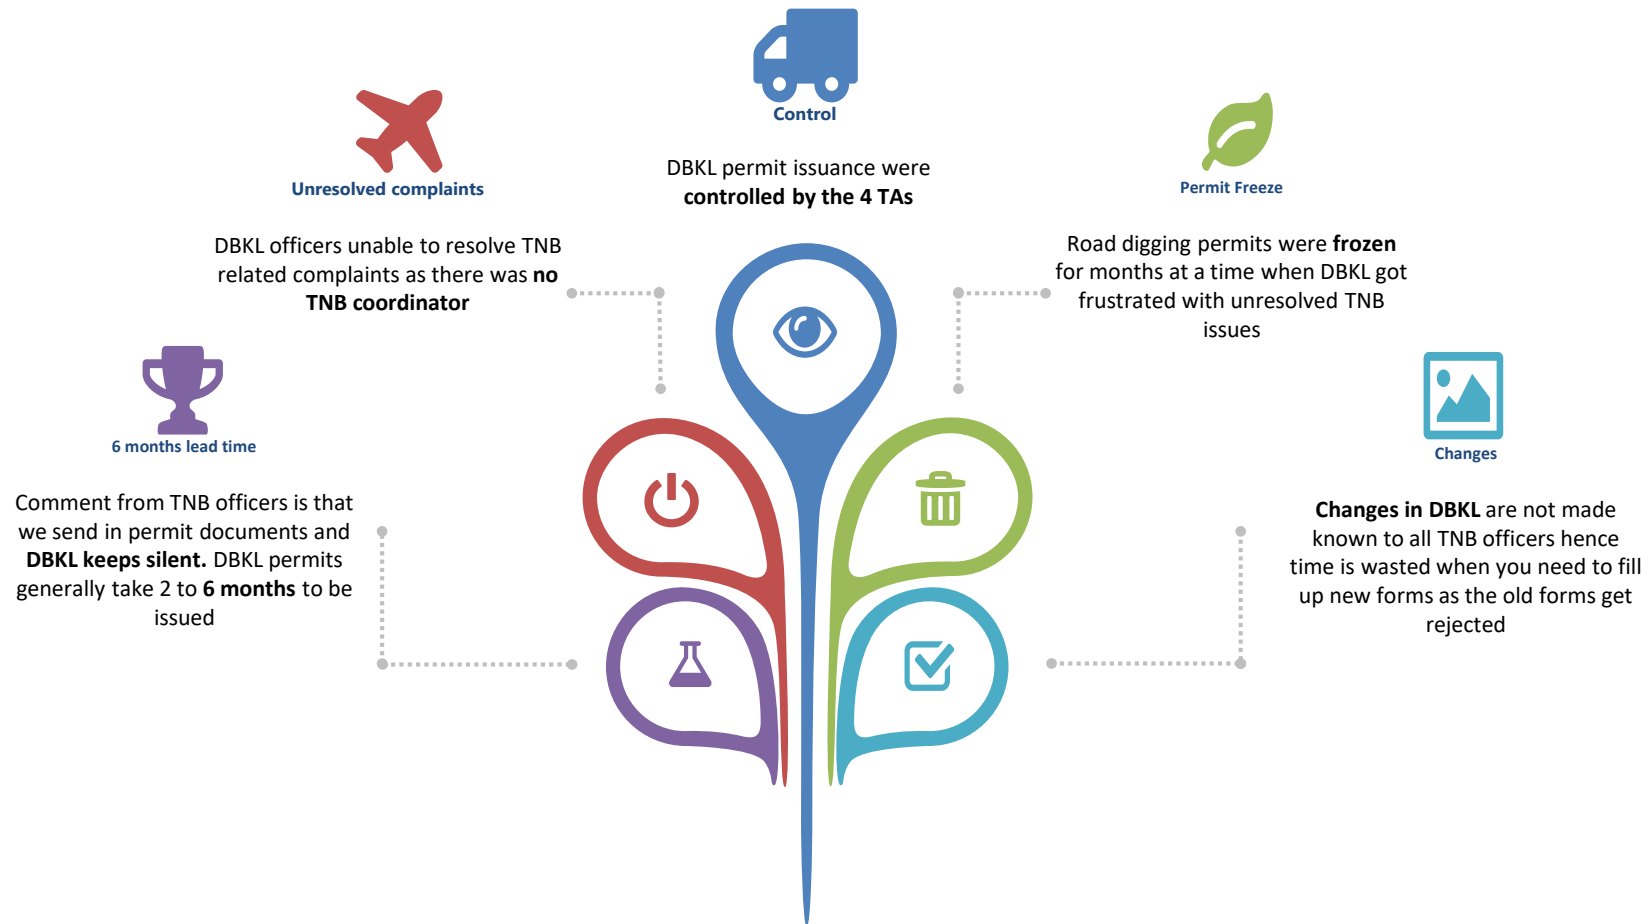 Control
DBKL permit issuance were
controlled by the 4 TAs
Unresolved complaints
DBKL officers unable to resolve TNB
related complaints as there was no
TNB coordinator
Permit Freeze
Road digging permits were frozen
for months at a time when DBKL got
frustrated with unresolved TNB
issues
6 months lead time
Comment from TNB officers is that
we send in permit documents and
DBKL keeps silent. DBKL permits
generally take 2 to 6 months to be
issued
Changes
Changes in DBKL are not made
known to all TNB officers hence
time is wasted when you need to fill
up new forms as the old forms get
rejected